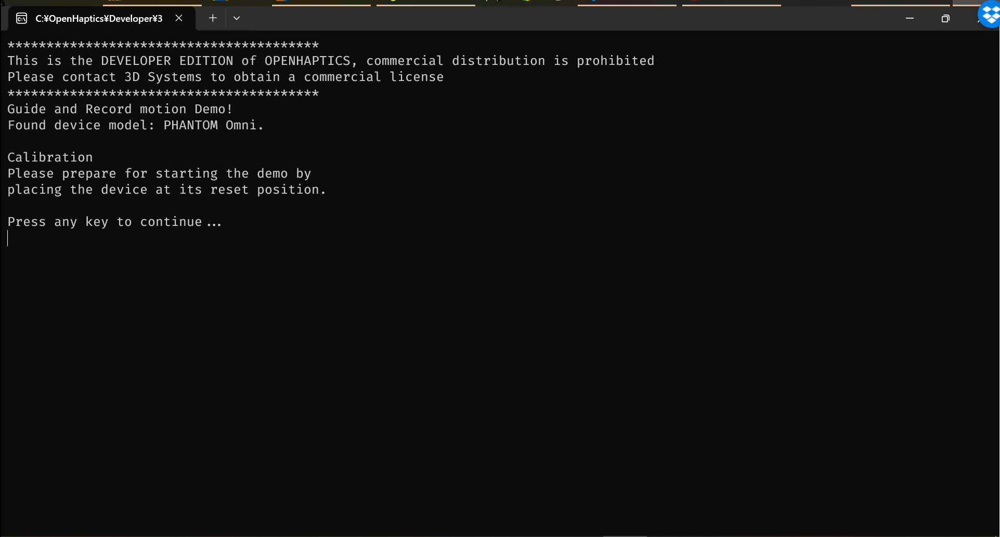 C:¥OpenHaptics¥Developer¥3
****************************************
This is the DEVELOPER EDITION of OPENHAPTICS, commercial distribution is prohibited
Please contact 3D Systems to obtain a commercial license
****************************************
Guide and Record motion Demo!
Found device model: PHANTOM Omni.
Calibration
Please prepare for starting the demo by
placing the device at its reset position.
Press any key to continue...